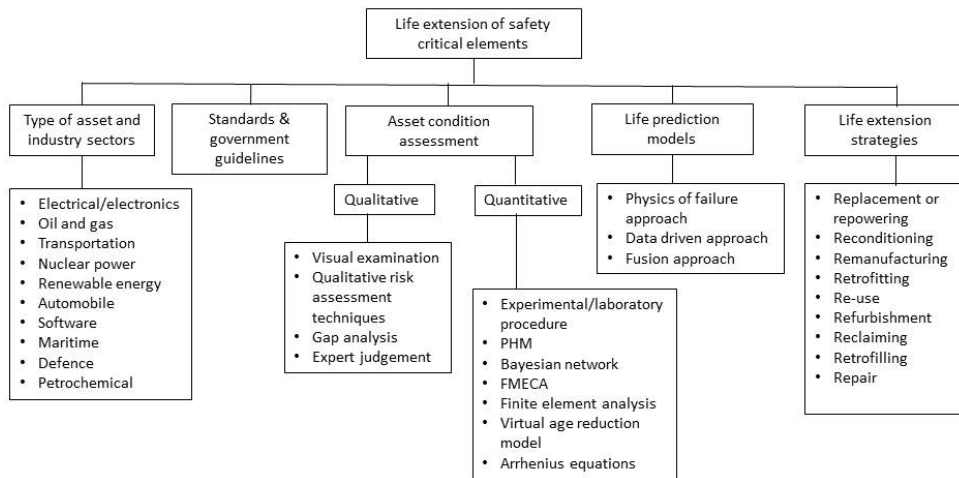 Life extension of safety
critical elements
Type of asset and
industry sectors
Standards &
government
guidelines
Asset condition
assessment
Life prediction
models
Life extension
strategies
• Electrical/electronics
• Oil and gas
• Transportation
• Nuclear power
• Renewable energy
• Automobile
• Software
• Maritime
• Defence
• Petrochemical
Qualitative
• Visual examination
• Qualitative risk
assessment
techniques
• Gap analysis
• Expert judgement
Quantitative
• Experimental/laboratory
procedure
• PHM
• Bayesian network
• FMECA
• Finite element analysis
• Virtual age reduction
model
• Arrhenius equations
• Physics of failure
approach
• Data driven approach
• Fusion approach
• Replacement or
repowering
• Reconditioning
• Remanufacturing
• Retrofitting
• Re-use
• Refurbishment
• Reclaiming
• Retrofilling
• Repair